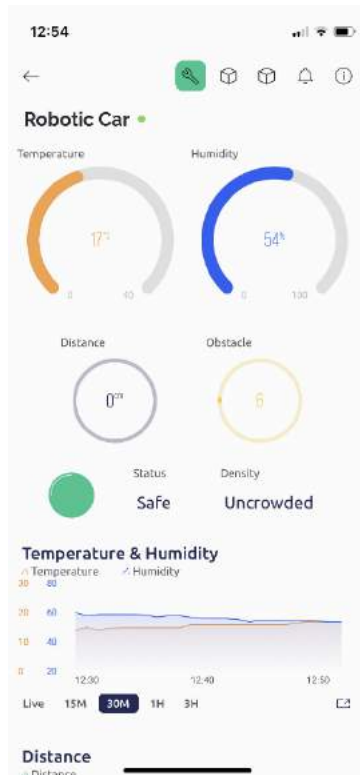 12:54
Robotic Car
Temperature Humidity
17°C 54%
0 40 0 100
Distance Obstacle
0cm 6
Status Density
Safe Uncrowded
Temperature & Humidity
Temperature Humidity
30 80
20 60
10 40
0 20
12:30 12:40 12:50
Live 15M 30M 1H 3H
Distance
Distance